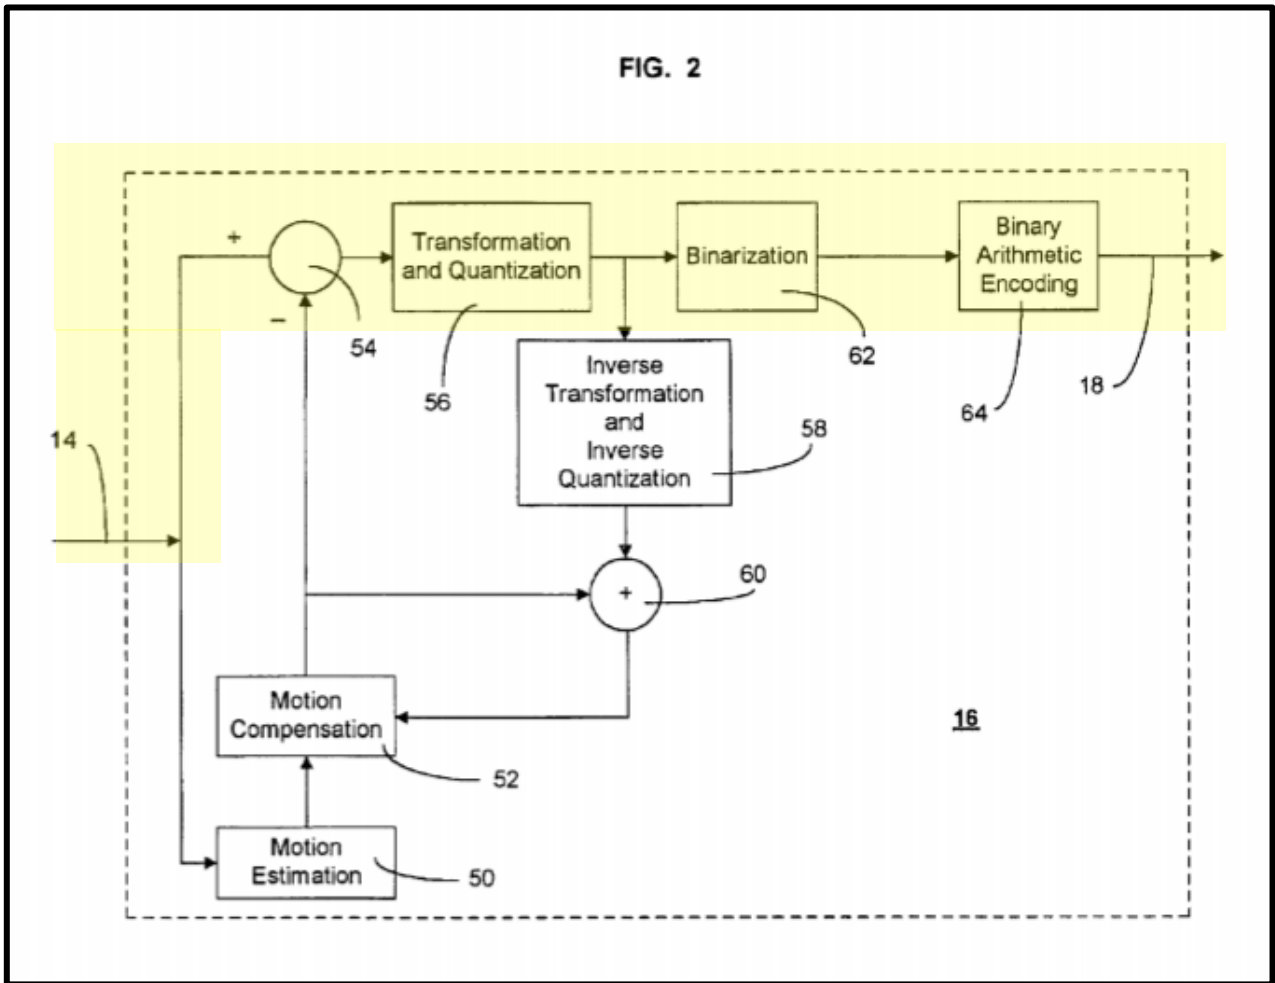 FIG. 2
+
Transformation
and Quantization
Binarization
Binary
Arithmetic
Encoding
−
54
56
62
64
18
14
Inverse
Transformation
and
Inverse
Quantization
58
+
60
Motion
Compensation
52
16
Motion
Estimation
50